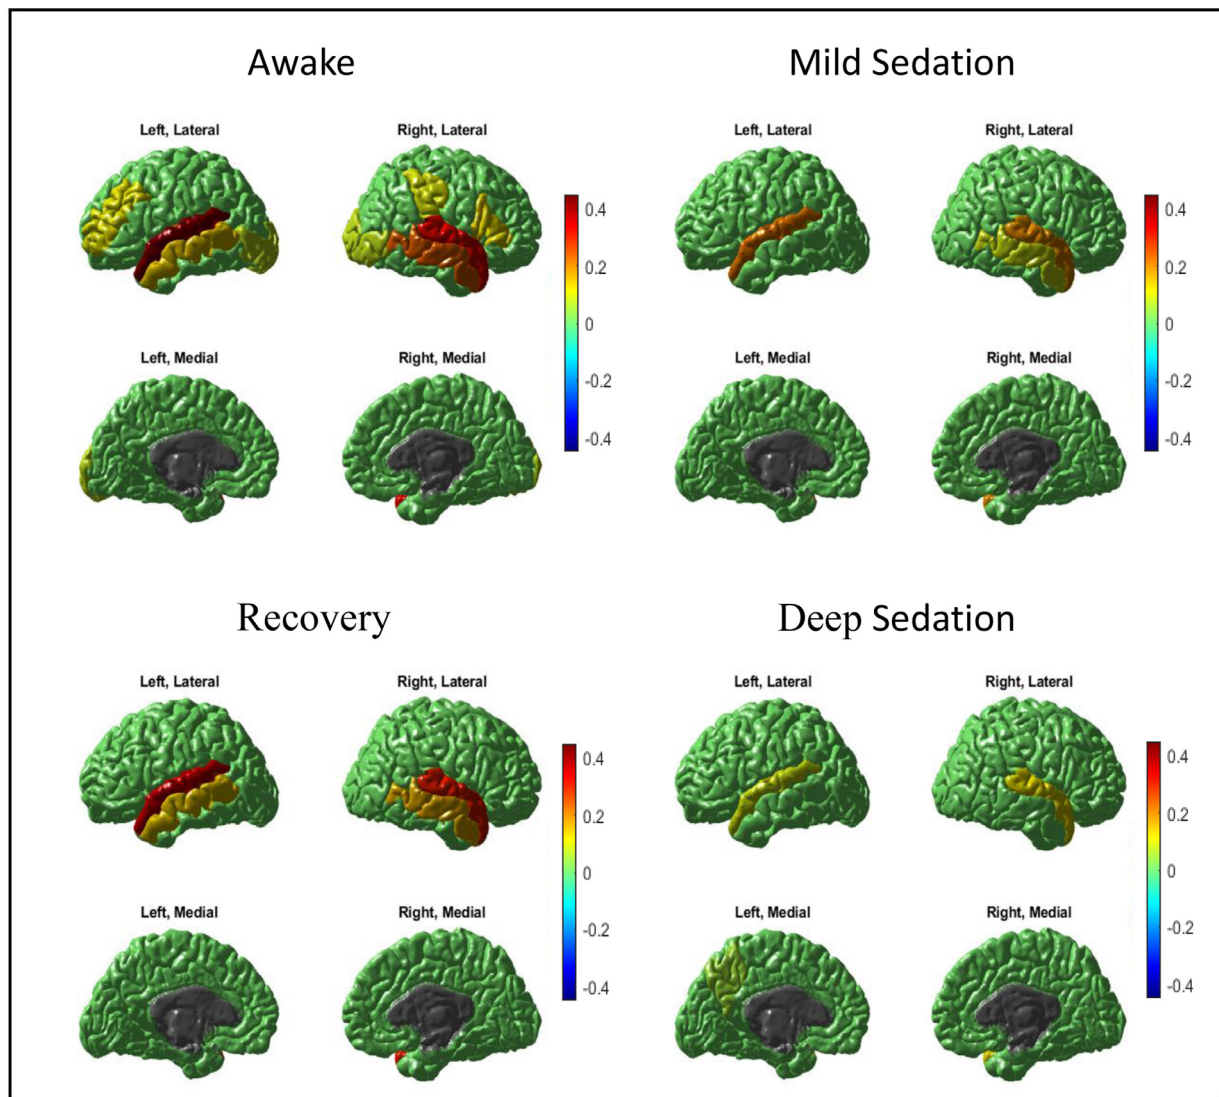 Awake
Mild Sedation
Left, Lateral
Right, Lateral
Left, Lateral
Right, Lateral
0.4
0.2
0
-0.2
-0.4
0.4
0.2
0
-0.2
-0.4
Left, Medial
Right, Medial
Left, Medial
Right, Medial
Recovery
Deep Sedation
Left, Lateral
Right, Lateral
Left, Lateral
Right, Lateral
0.4
0.2
0
-0.2
-0.4
0.4
0.2
0
-0.2
-0.4
Left, Medial
Right, Medial
Left, Medial
Right, Medial